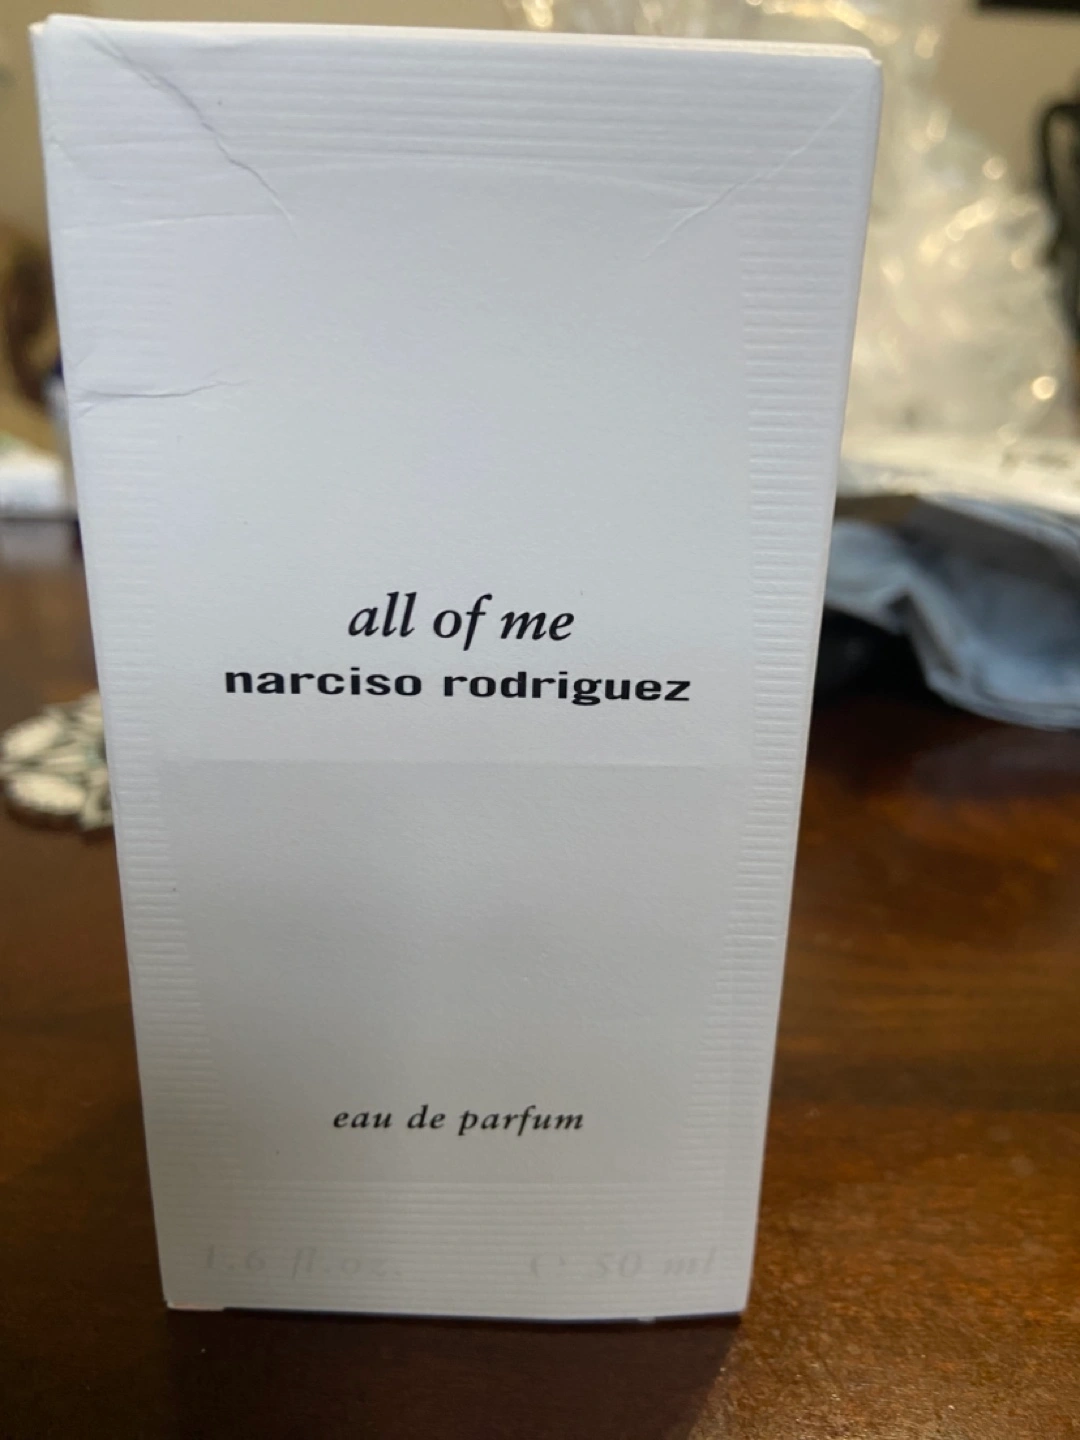 all of me
narciso rodriguez
eau de parfum
1.6 fl.oz. ℮ 50 ml